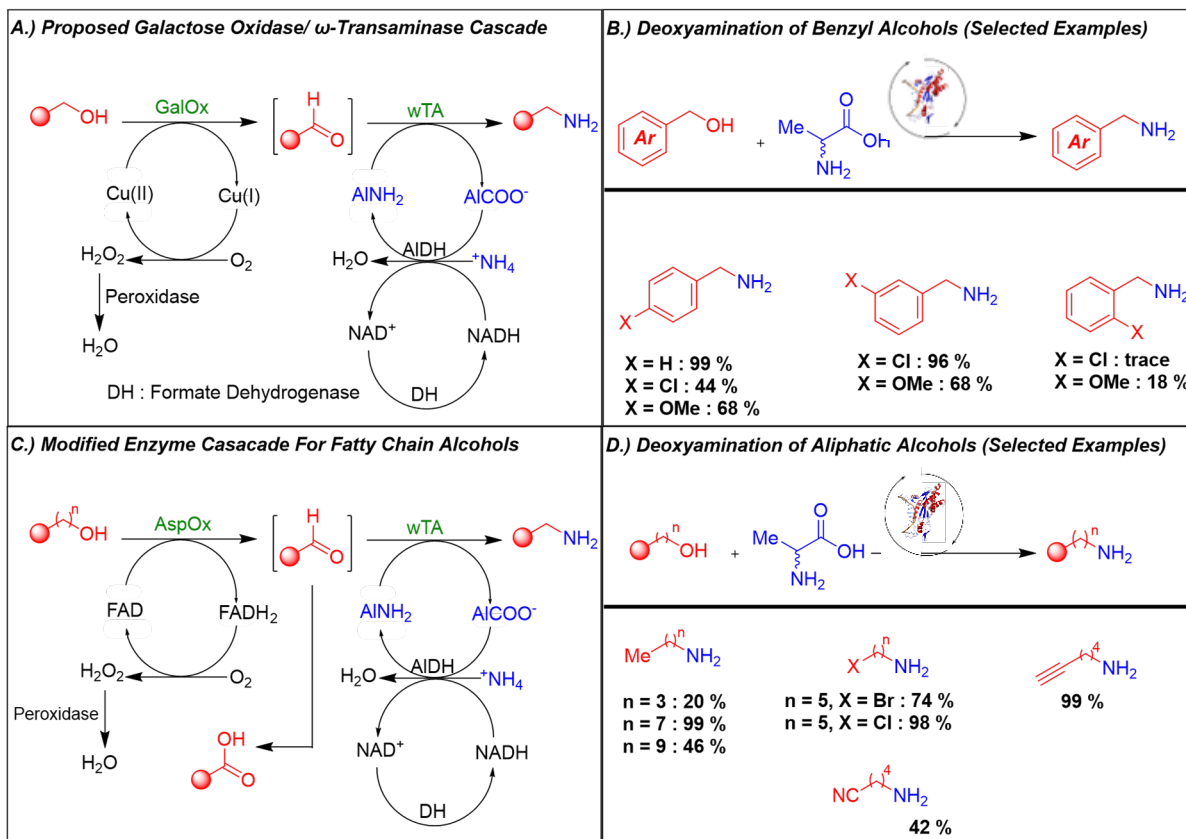 A.) Proposed Galactose Oxidase/ ω-Transaminase Cascade
OH
GalOx
H
O
wTA
NH2
Cu(II)
Cu(I)
AlNH2
AlCOO-
H2O2
O2
H2O
AlDH
+NH4
Peroxidase
H2O
NAD+
NADH
DH : Formate Dehydrogenase
DH
B.) Deoxyamination of Benzyl Alcohols (Selected Examples)
Ar
OH
+
Me
O
NH2
Ar
NH2
X
NH2
X = H : 99 %
X = Cl : 44 %
X = OMe : 68 %
X
NH2
X = Cl : 96 %
X = OMe : 68 %
NH2
X
X = Cl : trace
X = OMe : 18 %
C.) Modified Enzyme Casacade For Fatty Chain Alcohols
n
OH
AspOx
H
O
wTA
NH2
FAD
FADH2
AlNH2
AlCOO-
H2O2
O2
H2O
AlDH
+NH4
Peroxidase
H2O
OH
O
NAD+
NADH
DH
D.) Deoxyamination of Aliphatic Alcohols (Selected Examples)
n
OH
+
Me
O
OH
NH2
n
NH2
Me
n
NH2
n = 3 : 20 %
n = 7 : 99 %
n = 9 : 46 %
X
n
NH2
n = 5, X = Br : 74 %
n = 5, X = Cl : 98 %
4
NH2
99 %
NC
4
NH2
42 %